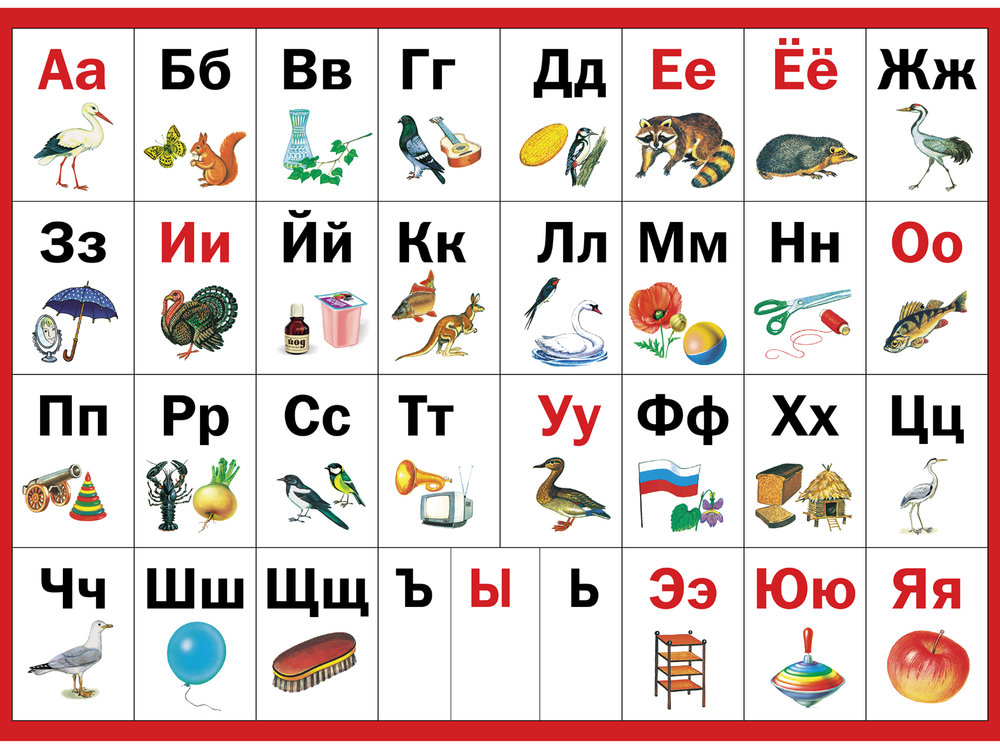 Аа Бб Вв Гг Дд Ее Ёё Жж
Зз Ии Йй Кк Лл Мм Нн Оо
йод
Пп Рр Сс Тт Уу Фф Хх Цц
Чч Шш Щщ Ъ Ы Ь Ээ Юю Яя